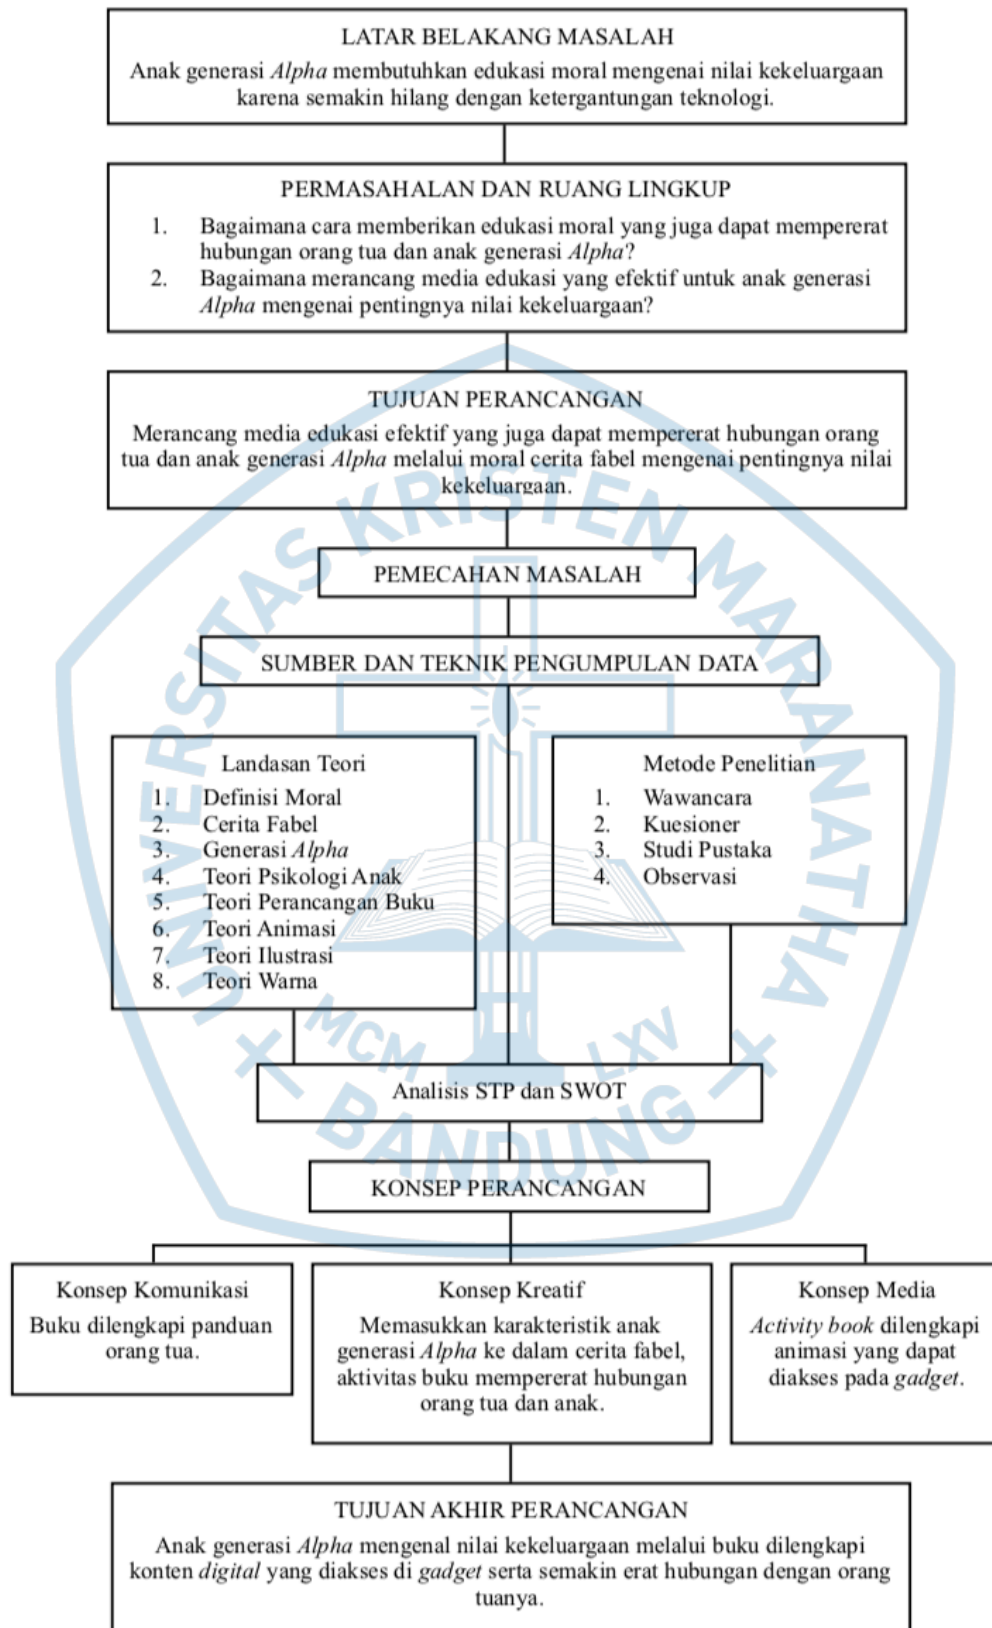 LATAR BELAKANG MASALAH
Anak generasi Alpha membutuhkan edukasi moral mengenai nilai kekeluargaan
karena semakin hilang dengan ketergantungan teknologi.
PERMASAHALAN DAN RUANG LINGKUP
1. Bagaimana cara memberikan edukasi moral yang juga dapat mempererat
hubungan orang tua dan anak generasi Alpha?
2. Bagaimana merancang media edukasi yang efektif untuk anak generasi
Alpha mengenai pentingnya nilai kekeluargaan?
TUJUAN PERANCANGAN
Merancang media edukasi efektif yang juga dapat mempererat hubungan orang
tua dan anak generasi Alpha melalui moral cerita fabel mengenai pentingnya nilai
kekeluargaan.
PEMECAHAN MASALAH
SUMBER DAN TEKNIK PENGUMPULAN DATA
Landasan Teori
1. Definisi Moral
2. Cerita Fabel
3. Generasi Alpha
4. Teori Psikologi Anak
5. Teori Perancangan Buku
6. Teori Animasi
7. Teori Ilustrasi
8. Teori Warna
Metode Penelitian
1. Wawancara
2. Kuesioner
3. Studi Pustaka
4. Observasi
Analisis STP dan SWOT
KONSEP PERANCANGAN
Konsep Komunikasi
Buku dilengkapi panduan
orang tua.
Konsep Kreatif
Memasukkan karakteristik anak
generasi Alpha ke dalam cerita fabel,
aktivitas buku mempererat hubungan
orang tua dan anak.
Konsep Media
Activity book dilengkapi
animasi yang dapat
diakses pada gadget.
TUJUAN AKHIR PERANCANGAN
Anak generasi Alpha mengenal nilai kekeluargaan melalui buku dilengkapi
konten digital yang diakses di gadget serta semakin erat hubungan dengan orang
tuanya.
UNIVERSITAS KRISTEN MARANATHA
MCM LXV
BANDUNG